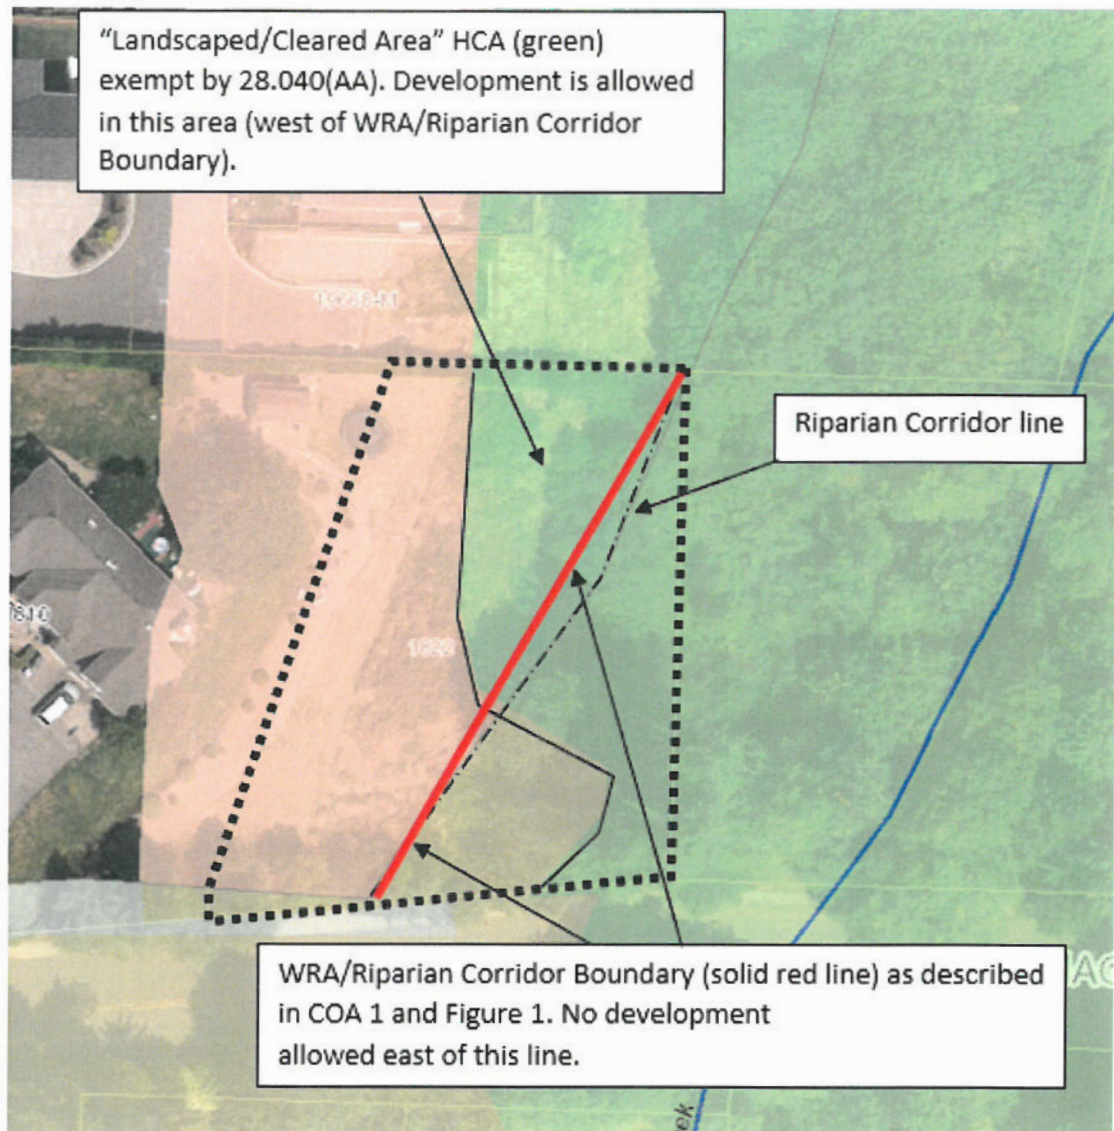 “Landscaped/Cleared Area” HCA (green)
exempt by 28.040(AA). Development is allowed
in this area (west of WRA/Riparian Corridor
Boundary).
Riparian Corridor line
1822
WRA/Riparian Corridor Boundary (solid red line) as described
in COA 1 and Figure 1. No development
allowed east of this line.